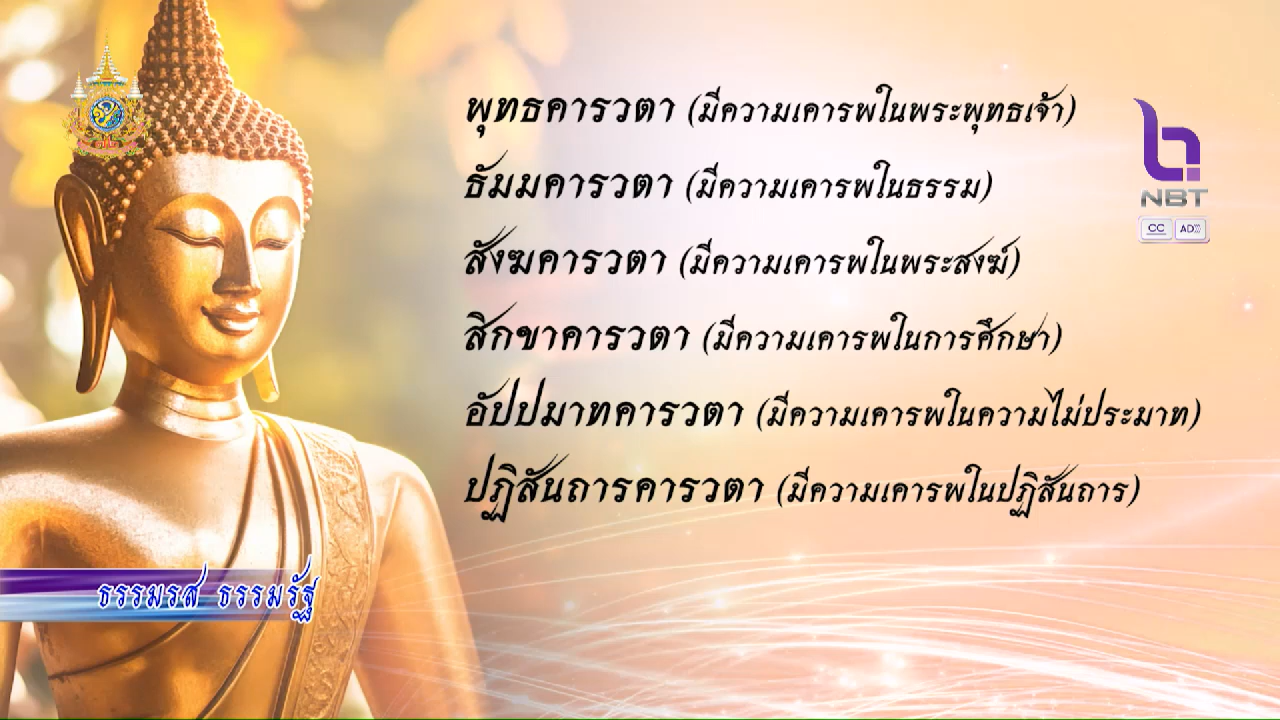 พุทธคารวตา (มีความเคารพในพระพุทธเจ้า)
ธัมมคารวตา (มีความเคารพในธรรม)
สังฆคารวตา (มีความเคารพในพระสงฆ์)
สิกขาคารวตา (มีความเคารพในการศึกษา)
อัปปมาทคารวตา (มีความเคารพในความไม่ประมาท)
ปฏิสันถารคารวตา (มีความเคารพในปฏิสันถาร)
NBT
CC AD
ธรรมรส ธรรมรัฐ